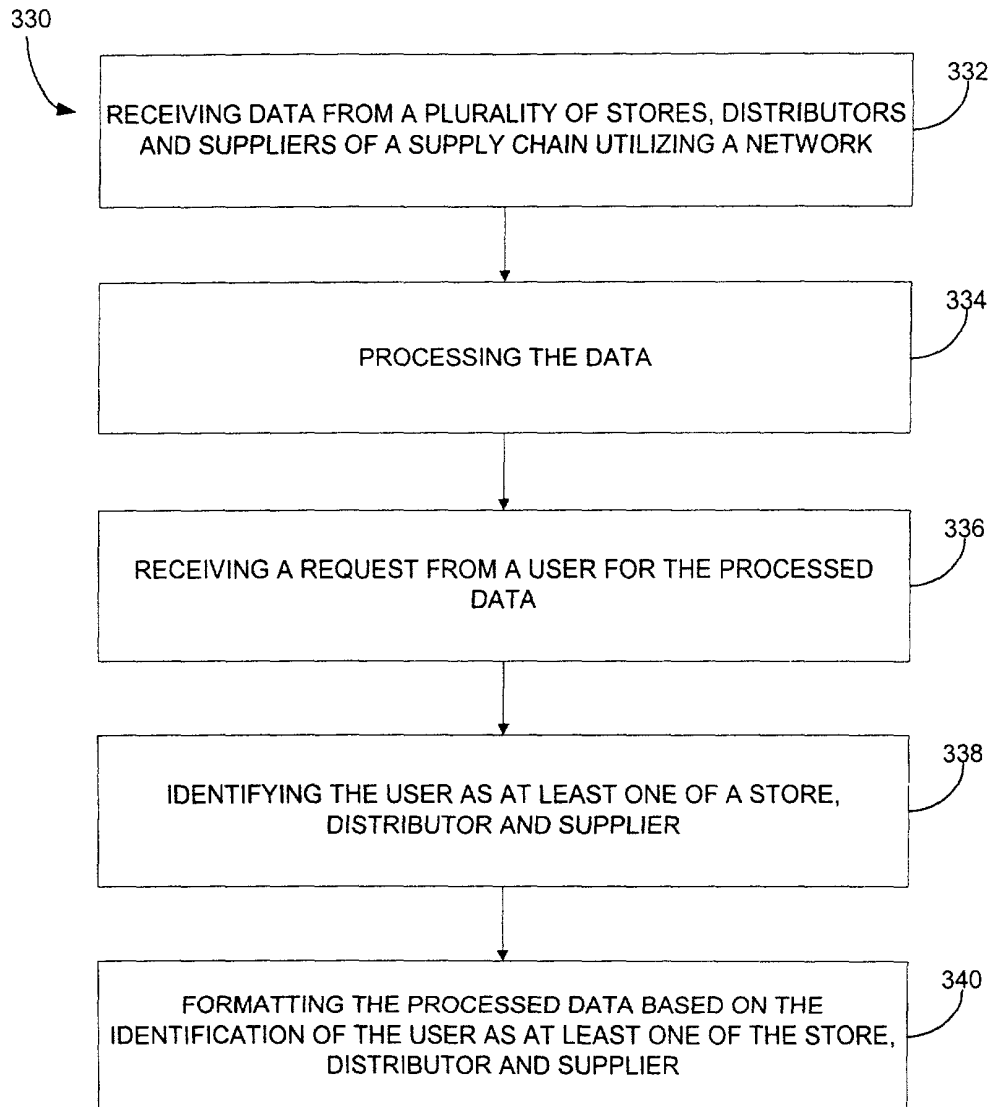 330
332
RECEIVING DATA FROM A PLURALITY OF STORES, DISTRIBUTORS
AND SUPPLIERS OF A SUPPLY CHAIN UTILIZING A NETWORK
334
PROCESSING THE DATA
336
RECEIVING A REQUEST FROM A USER FOR THE PROCESSED
DATA
338
IDENTIFYING THE USER AS AT LEAST ONE OF A STORE,
DISTRIBUTOR AND SUPPLIER
340
FORMATTING THE PROCESSED DATA BASED ON THE
IDENTIFICATION OF THE USER AS AT LEAST ONE OF THE STORE,
DISTRIBUTOR AND SUPPLIER